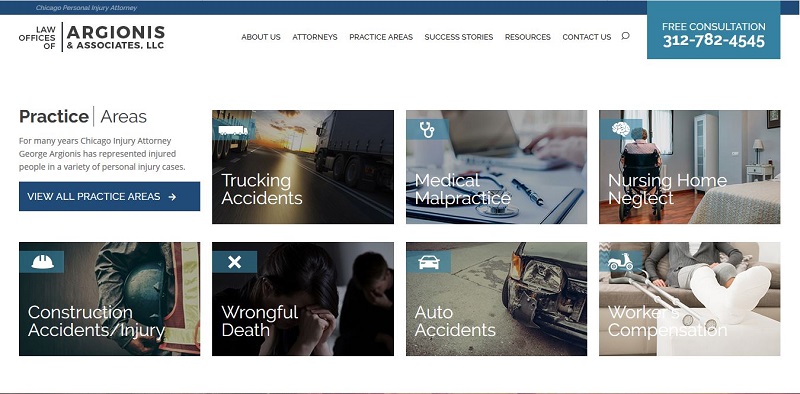 Chicago Personal Injury Attorney
LAW OFFICES OF
ARGIONIS & ASSOCIATES, LLC
ABOUT US ATTORNEYS PRACTICE AREAS SUCCESS STORIES RESOURCES CONTACT US
FREE CONSULTATION
312-782-4545
Practice Areas
For many years Chicago Injury Attorney
George Argionis has represented injured
people in a variety of personal injury cases.
VIEW ALL PRACTICE AREAS
Trucking
Accidents
Medical
Malpractice
Nursing Home
Neglect
Construction
Accidents/Injury
Wrongful
Death
Auto
Accidents
Worker's
Compensation